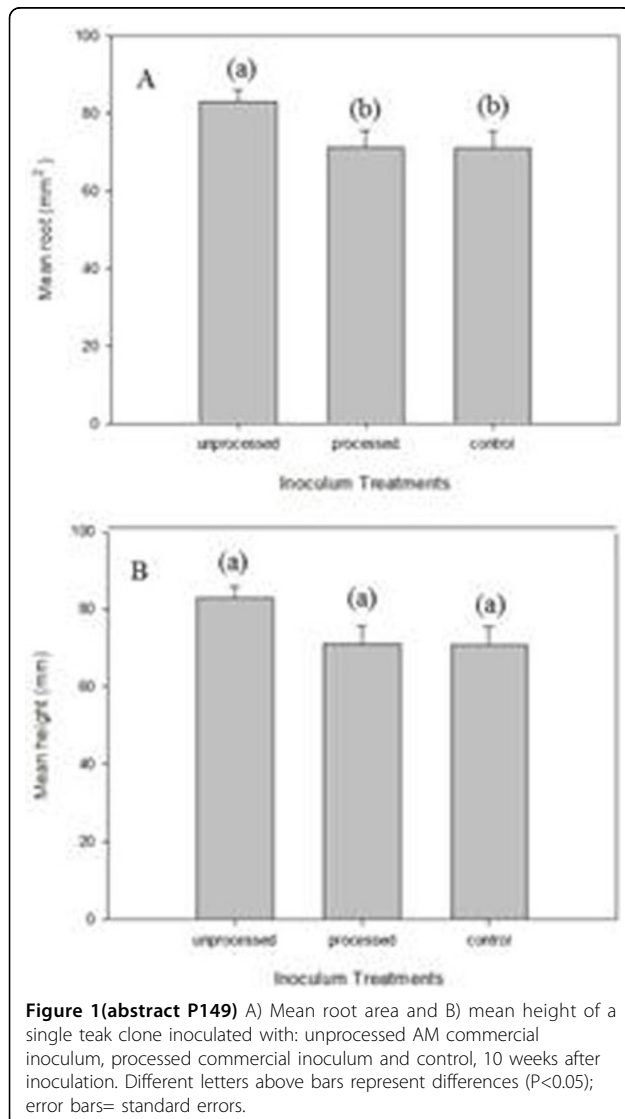 100
A
(a)
(b)
(b)
80
60
40
20
0
Mean root (mm²)
unprocessed
processed
control
Inoculum Treatments
100
B
(a)
(a)
(a)
80
60
40
20
0
Mean height (mm)
unprocessed
processed
control
Inoculum Treatments
Figure 1(abstract P149) A) Mean root area and B) mean height of a
single teak clone inoculated with: unprocessed AM commercial
inoculum, processed commercial inoculum and control, 10 weeks after
inoculation. Different letters above bars represent differences (P<0.05);
error bars= standard errors.